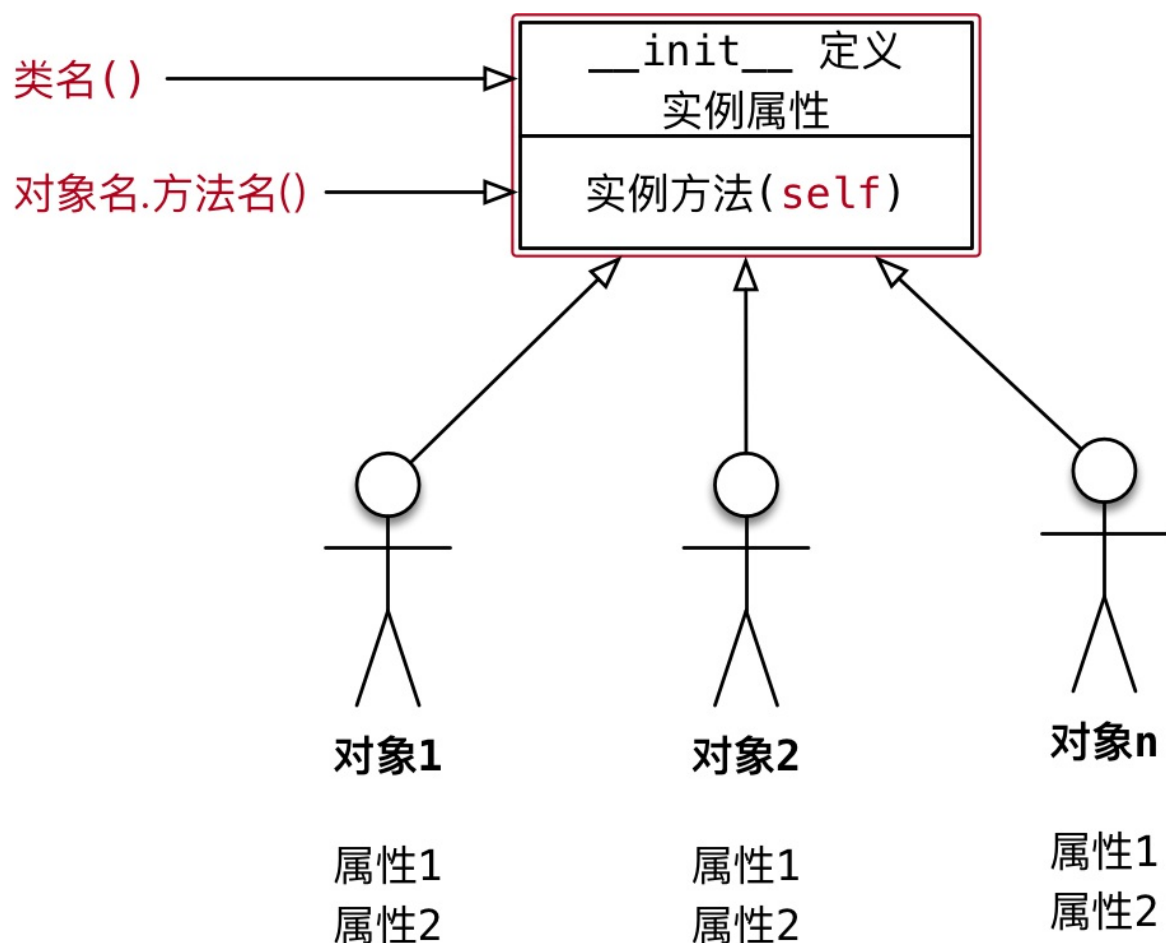 类名()
__init__ 定义
实例属性
对象名.方法名()
实例方法(self)
对象1
对象2
对象n
属性1
属性2
属性1
属性2
属性1
属性2